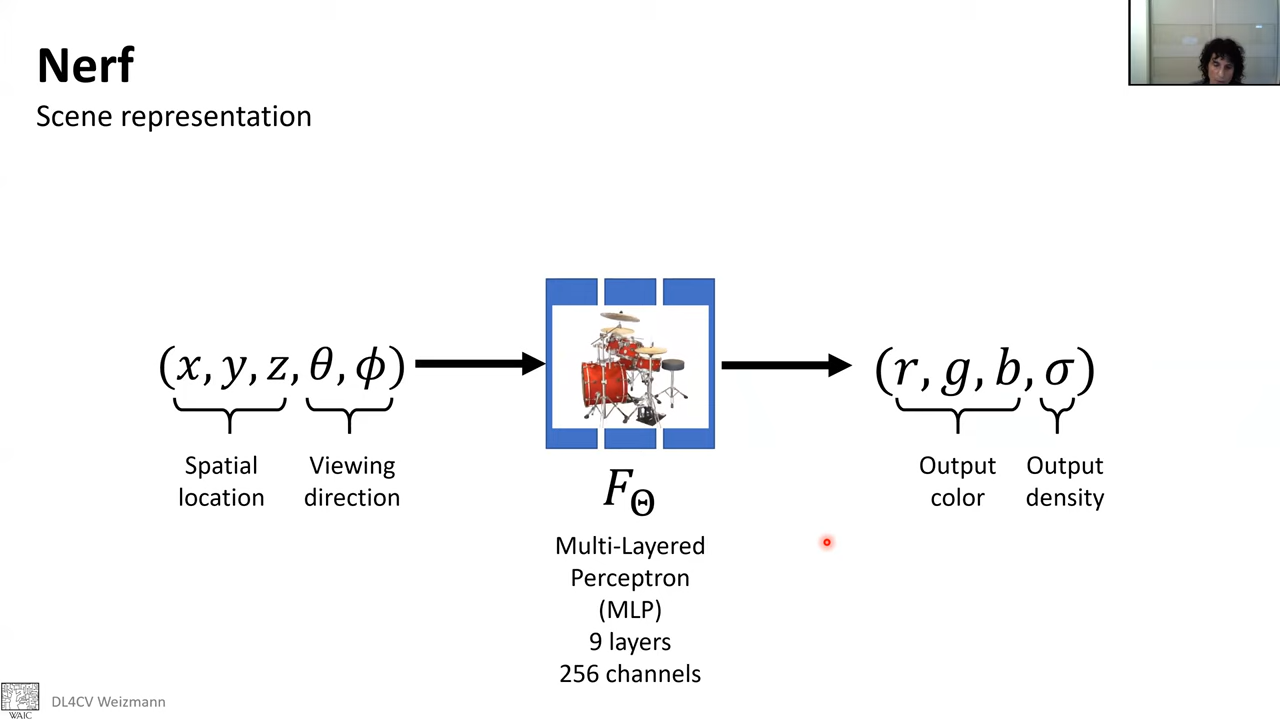 Nerf
Scene representation
(x, y, z, θ, ϕ)
Spatial location
Viewing direction
F_Θ
Multi-Layered
Perceptron
(MLP)
9 layers
256 channels
(r, g, b, σ)
Output color
Output density
WAIC
DL4CV Weizmann